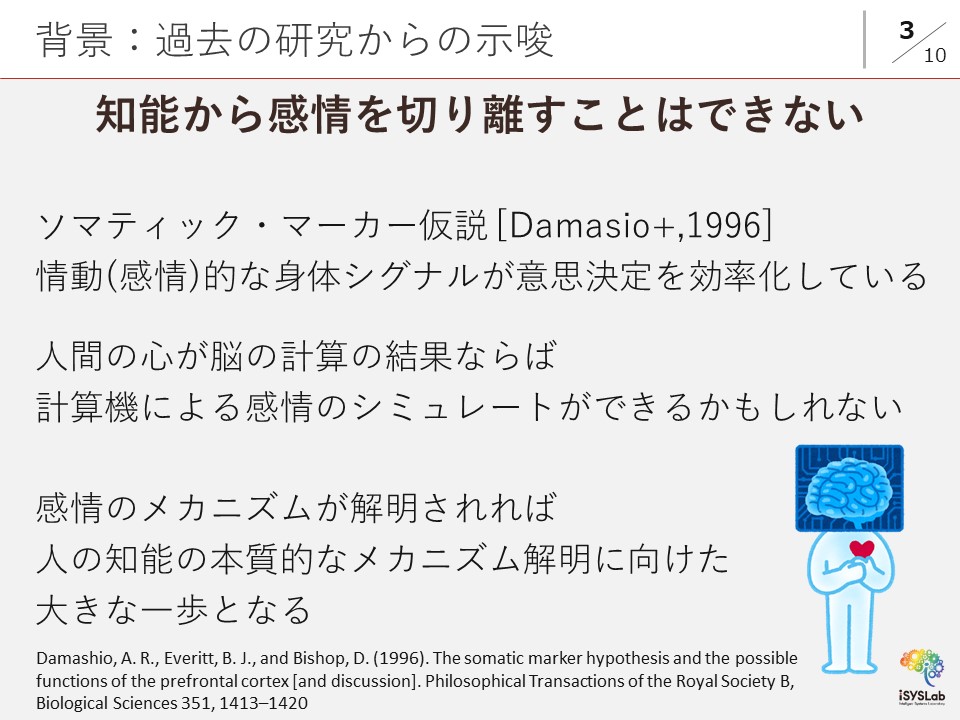 背景：過去の研究からの示唆
3
10
知能から感情を切り離すことはできない
ソマティック・マーカー仮説[Damasio+,1996]
情動(感情)的な身体シグナルが意思決定を効率化している
人間の心が脳の計算の結果ならば
計算機による感情のシミュレートができるかもしれない
感情のメカニズムが解明されれば
人の知能の本質的なメカニズム解明に向けた
大きな一歩となる
Damashio, A. R., Everitt, B. J., and Bishop, D. (1996). The somatic marker hypothesis and the possible
functions of the prefrontal cortex [and discussion]. Philosophical Transactions of the Royal Society B,
Biological Sciences 351, 1413–1420
iSYSLab
Intelligent Systems Laboratory